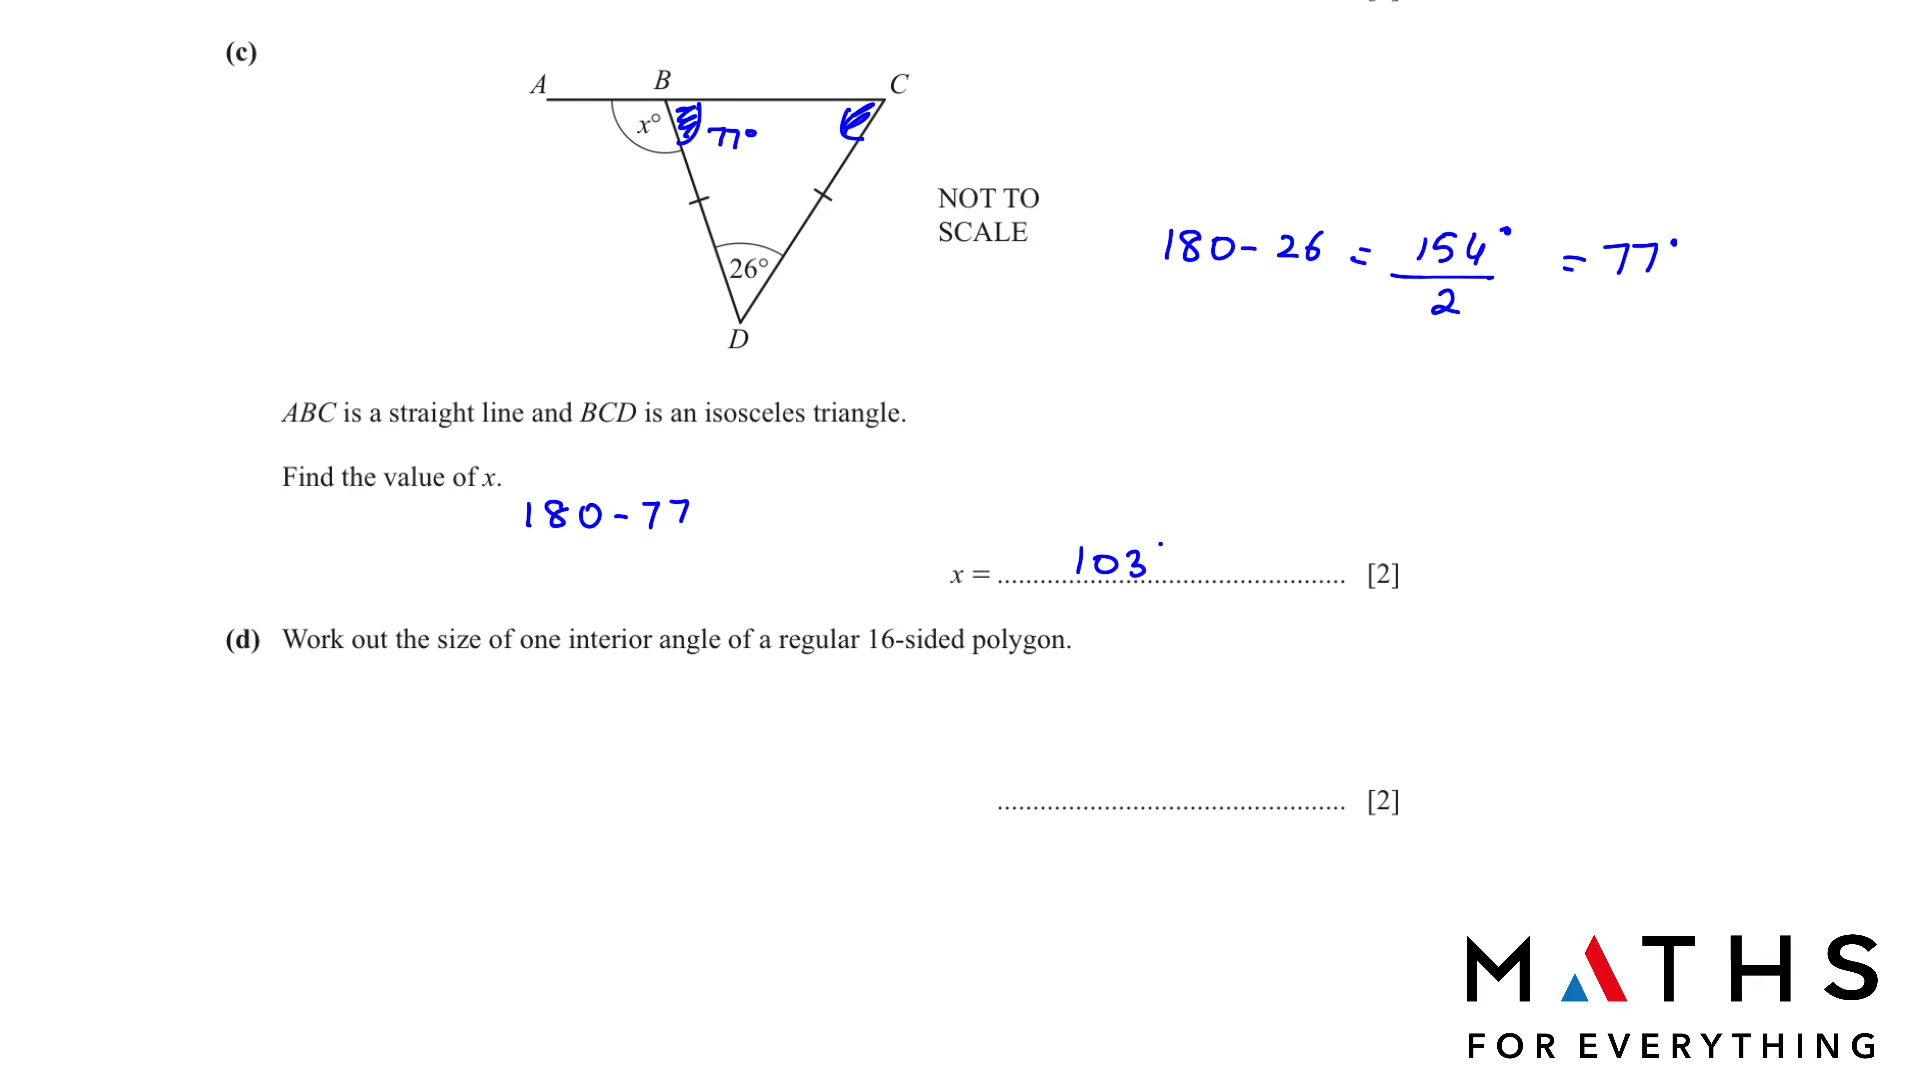 (c)
A B C
x° 77°
NOT TO
SCALE
180 - 26 = 154° = 77°
2
26°
D
ABC is a straight line and BCD is an isosceles triangle.
Find the value of x.
180 - 77
x = ................................................ [2]
103°
(d) Work out the size of one interior angle of a regular 16-sided polygon.
................................................ [2]
MATHS
FOR EVERYTHING